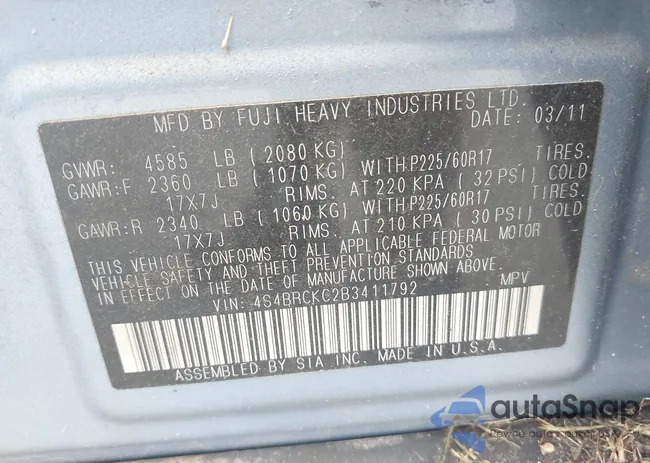 MFD BY FUJI HEAVY INDUSTRIES LTD.
DATE: 03/11
GVWR: 4585 LB (2080 KG)
GAWR:F 2360 LB (1070 KG) WITH P225/60R17 TIRES.
17X7J RIMS. AT 220 KPA (32 PSI) COLD
GAWR:R 2340 LB (1060 KG) WITH P225/60R17 TIRES.
17X7J RIMS. AT 210 KPA (30 PSI) COLD
THIS VEHICLE CONFORMS TO ALL APPLICABLE FEDERAL MOTOR
VEHICLE SAFETY AND THEFT PREVENTION STANDARDS
IN EFFECT ON THE DATE OF MANUFACTURE SHOWN ABOVE.
VIN: 4S4BRCKC2B3411792 MPV
ASSEMBLED BY SIA INC. MADE IN U.S.A.
autoSnap